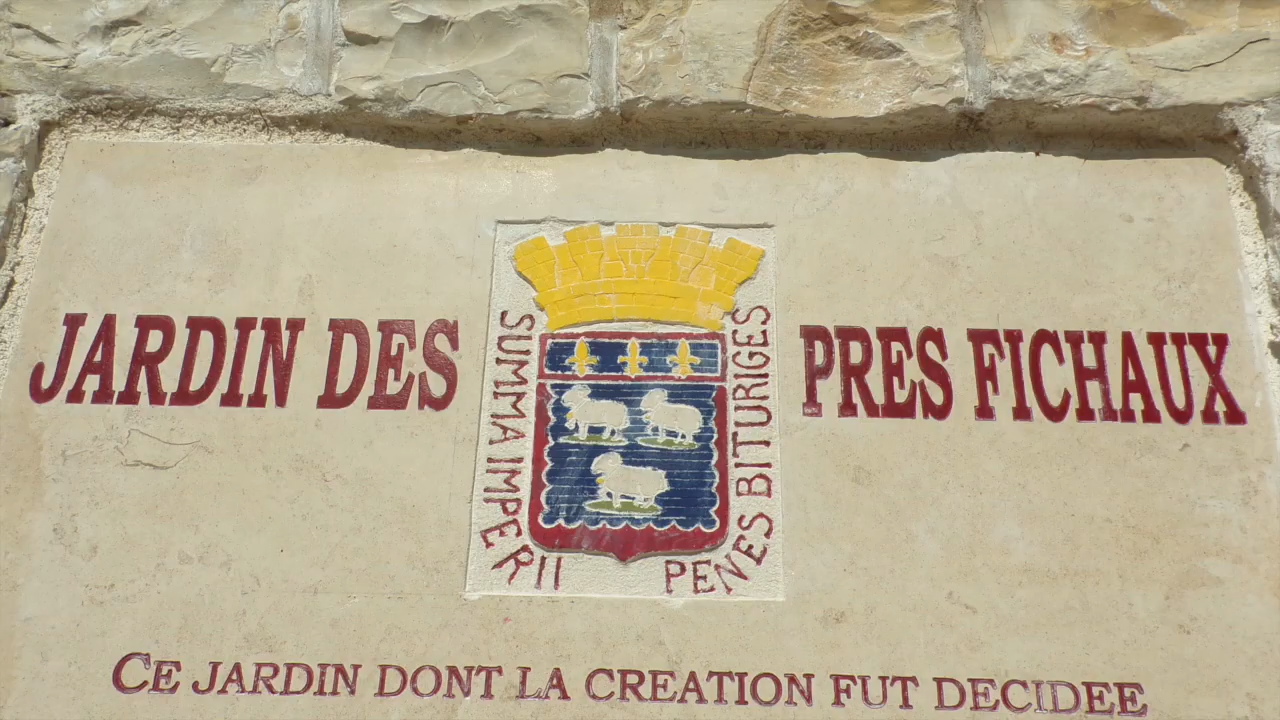 JARDIN DES PRES FICHAUX
SUMMA IMPERII PENES BITURIGES
CE JARDIN DONT LA CREATION FUT DECIDEE